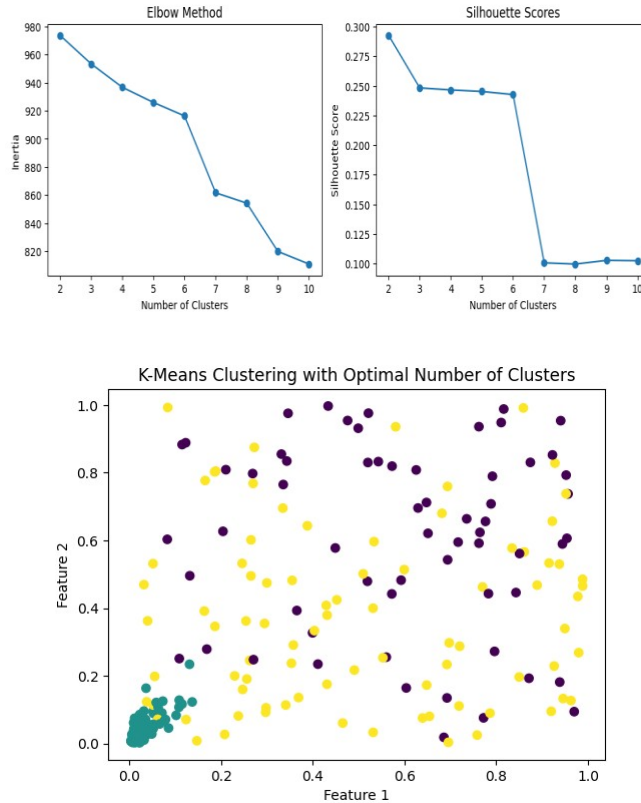 Elbow Method
Silhouette Scores
980
960
940
920
900
880
860
840
820
Inertia
2 3 4 5 6 7 8 9 10
Number of Clusters
0.300
0.275
0.250
0.225
0.200
0.175
0.150
0.125
0.100
Silhouette Score
2 3 4 5 6 7 8 9 10
Number of Clusters
K-Means Clustering with Optimal Number of Clusters
1.0
0.8
0.6
0.4
0.2
0.0
Feature 2
0.0 0.2 0.4 0.6 0.8 1.0
Feature 1